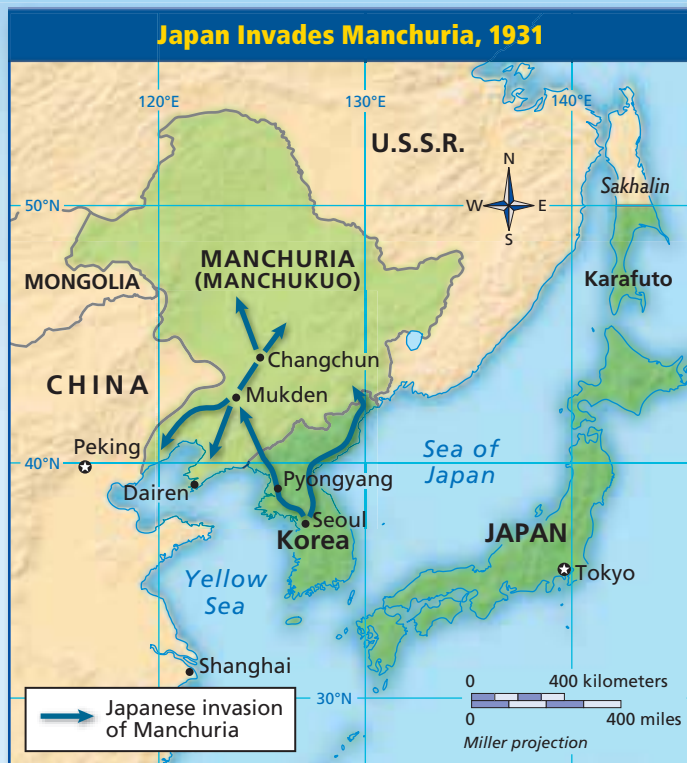 Japan Invades Manchuria, 1931
120°E
130°E
140°E
U.S.S.R.
N
W
E
S
50°N
Sakhalin
MONGOLIA
MANCHURIA
(MANCHUKUO)
Karafuto
Changchun
CHINA
Mukden
Peking
40°N
Sea of
Japan
Dairen
Pyongyang
Seoul
Korea
JAPAN
Tokyo
Yellow
Sea
Shanghai
30°N
0
400 kilometers
0
400 miles
Miller projection
Japanese invasion
of Manchuria